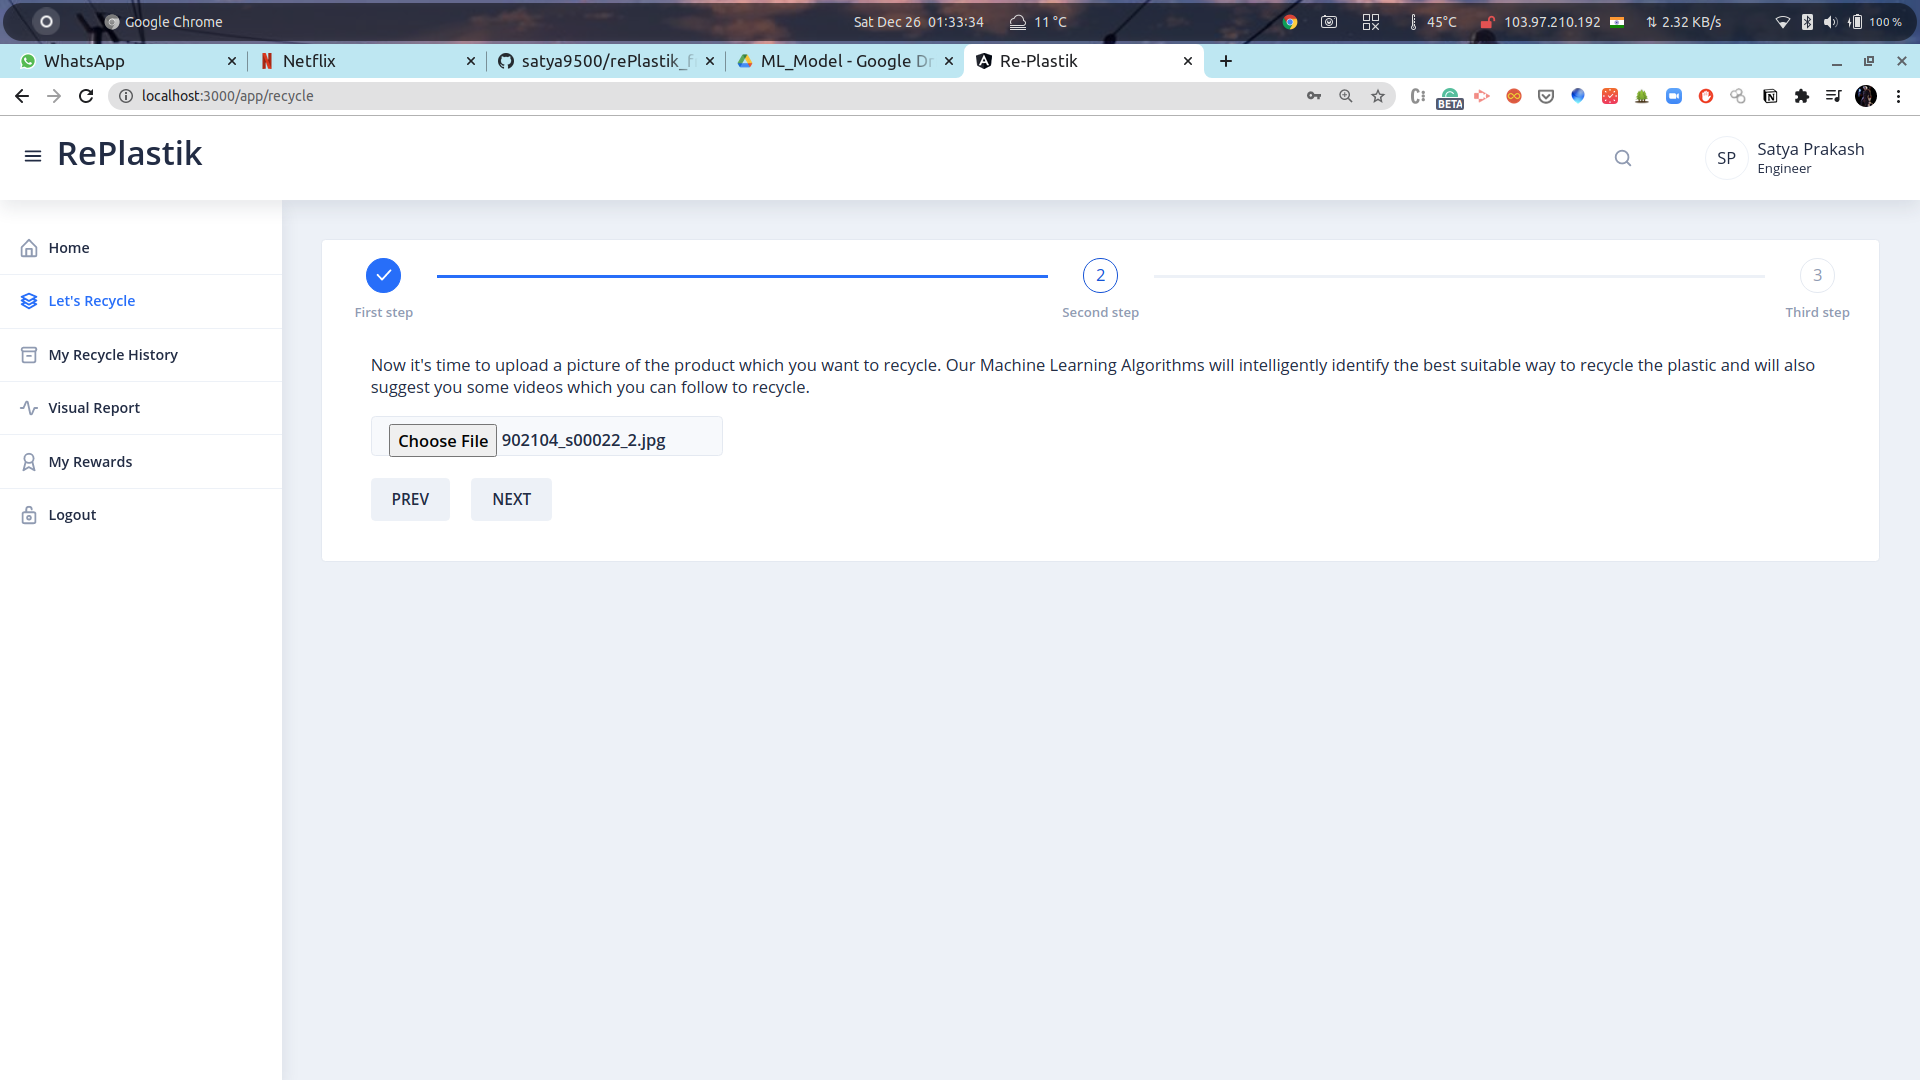 Google Chrome
Sat Dec 26 01:33:34
11 °C
45°C
103.97.210.192
2.32 KB/s
100 %
WhatsApp
Netflix
satya9500/rePlastik_f
ML_Model - Google Dr
Re-Plastik
localhost:3000/app/recycle
BETA
RePlastik
SP
Satya Prakash
Engineer
Home
Let's Recycle
My Recycle History
Visual Report
My Rewards
Logout
2
3
First step
Second step
Third step
Now it's time to upload a picture of the product which you want to recycle. Our Machine Learning Algorithms will intelligently identify the best suitable way to recycle the plastic and will also
suggest you some videos which you can follow to recycle.
Choose File 902104_s00022_2.jpg
PREV
NEXT